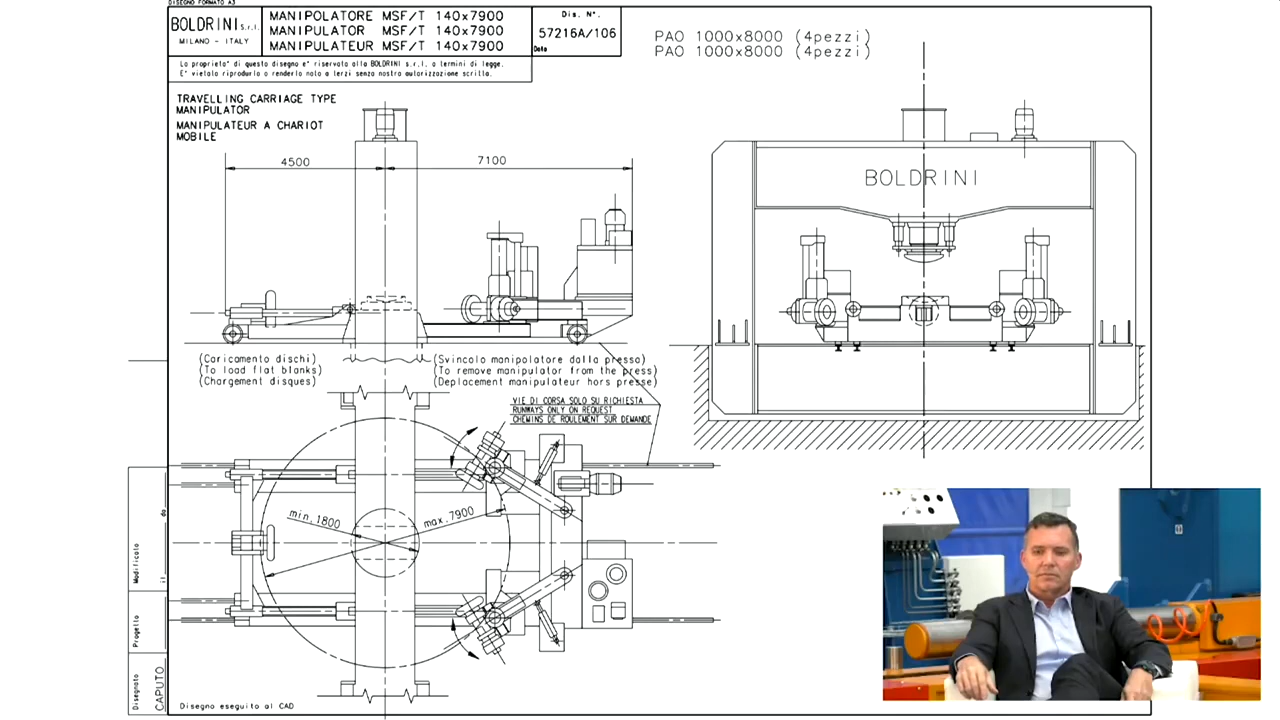 DISEGNO FORMATO A3
BOLDRINI S.r.l.
MILANO - ITALY
MANIPOLATORE MSF/T 140x7900
MANIPULATOR MSF/T 140x7900
MANIPULATEUR MSF/T 140x7900
Dis. N°.
57216A/106
Data
PAO 1000x8000 (4pezzi)
PAO 1000x8000 (4pezzi)
La proprieta' di questo disegno e' riservata alla BOLDRINI s.r.l. a termini di legge.
E' vietato riprodurlo o renderlo noto a terzi senza nostra autorizzazione scritta.
TRAVELLING CARRIAGE TYPE
MANIPULATOR
MANIPULATEUR A CHARIOT
MOBILE
4500
7100
BOLDRINI
(Caricamento dischi)
(To load flat blanks)
(Chargement disques)
(Svincolo manipolatore dalla pressa)
(To remove manipulator from the press)
(Deplacement manipulateur hors presse)
VIE DI CORSA SOLO SU RICHIESTA
RUNWAYS ONLY ON REQUEST
CHEMINS DE ROULEMENT SUR DEMANDE
min. 1800
max. 7900
Modificato
il
da
Progetto
Disegnato
CAPUTO
Disegno eseguito al CAD